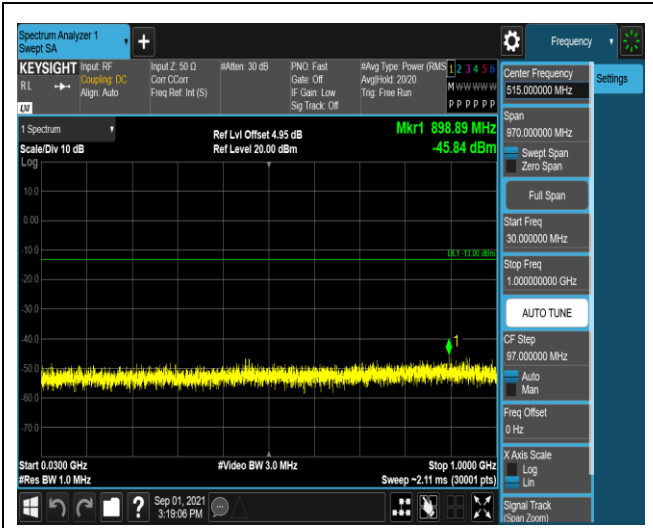 Spectrum Analyzer 1
Swept SA
Frequency
KEYSIGHT
RL
Input: RF
Coupling: DC
Align: Auto
Input Z: 50 Ω
Corr CCorr
Freq Ref: Int (S)
#Atten: 30 dB
PNO: Fast
Gate: Off
IF Gain: Low
Sig Track: Off
#Avg Type: Power (RMS
Avg|Hold: 20/20
Trig: Free Run
1 2 3 4 5 6
M W W W W W
P P P P P P
LXI
Center Frequency
515.000000 MHz
Settings
Span
970.000000 MHz
Swept Span
Zero Span
Full Span
Start Freq
30.000000 MHz
Stop Freq
1.000000000 GHz
AUTO TUNE
CF Step
97.000000 MHz
Auto
Man
Freq Offset
0 Hz
X Axis Scale
Log
Lin
Signal Track
(Span Zoom)
1 Spectrum
Scale/Div 10 dB
Ref Lvl Offset 4.95 dB
Ref Level 20.00 dBm
Mkr1 898.89 MHz
-45.84 dBm
Log
10.0
0.00
-10.0
DL1 -13.00 dBm
-20.0
-30.0
-40.0
1
-50.0
-60.0
-70.0
Start 0.0300 GHz
#Video BW 3.0 MHz
Stop 1.0000 GHz
#Res BW 1.0 MHz
Sweep ~2.11 ms (30001 pts)
?
Sep 01, 2021
3:19:06 PM